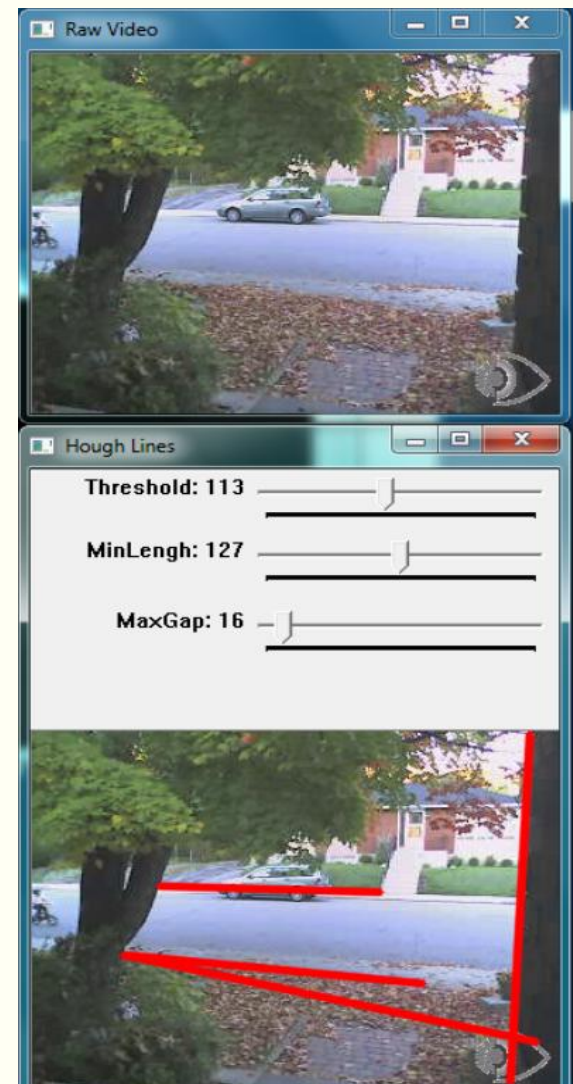 Raw Video
Hough Lines
Threshold: 113
MinLengh: 127
MaxGap: 16